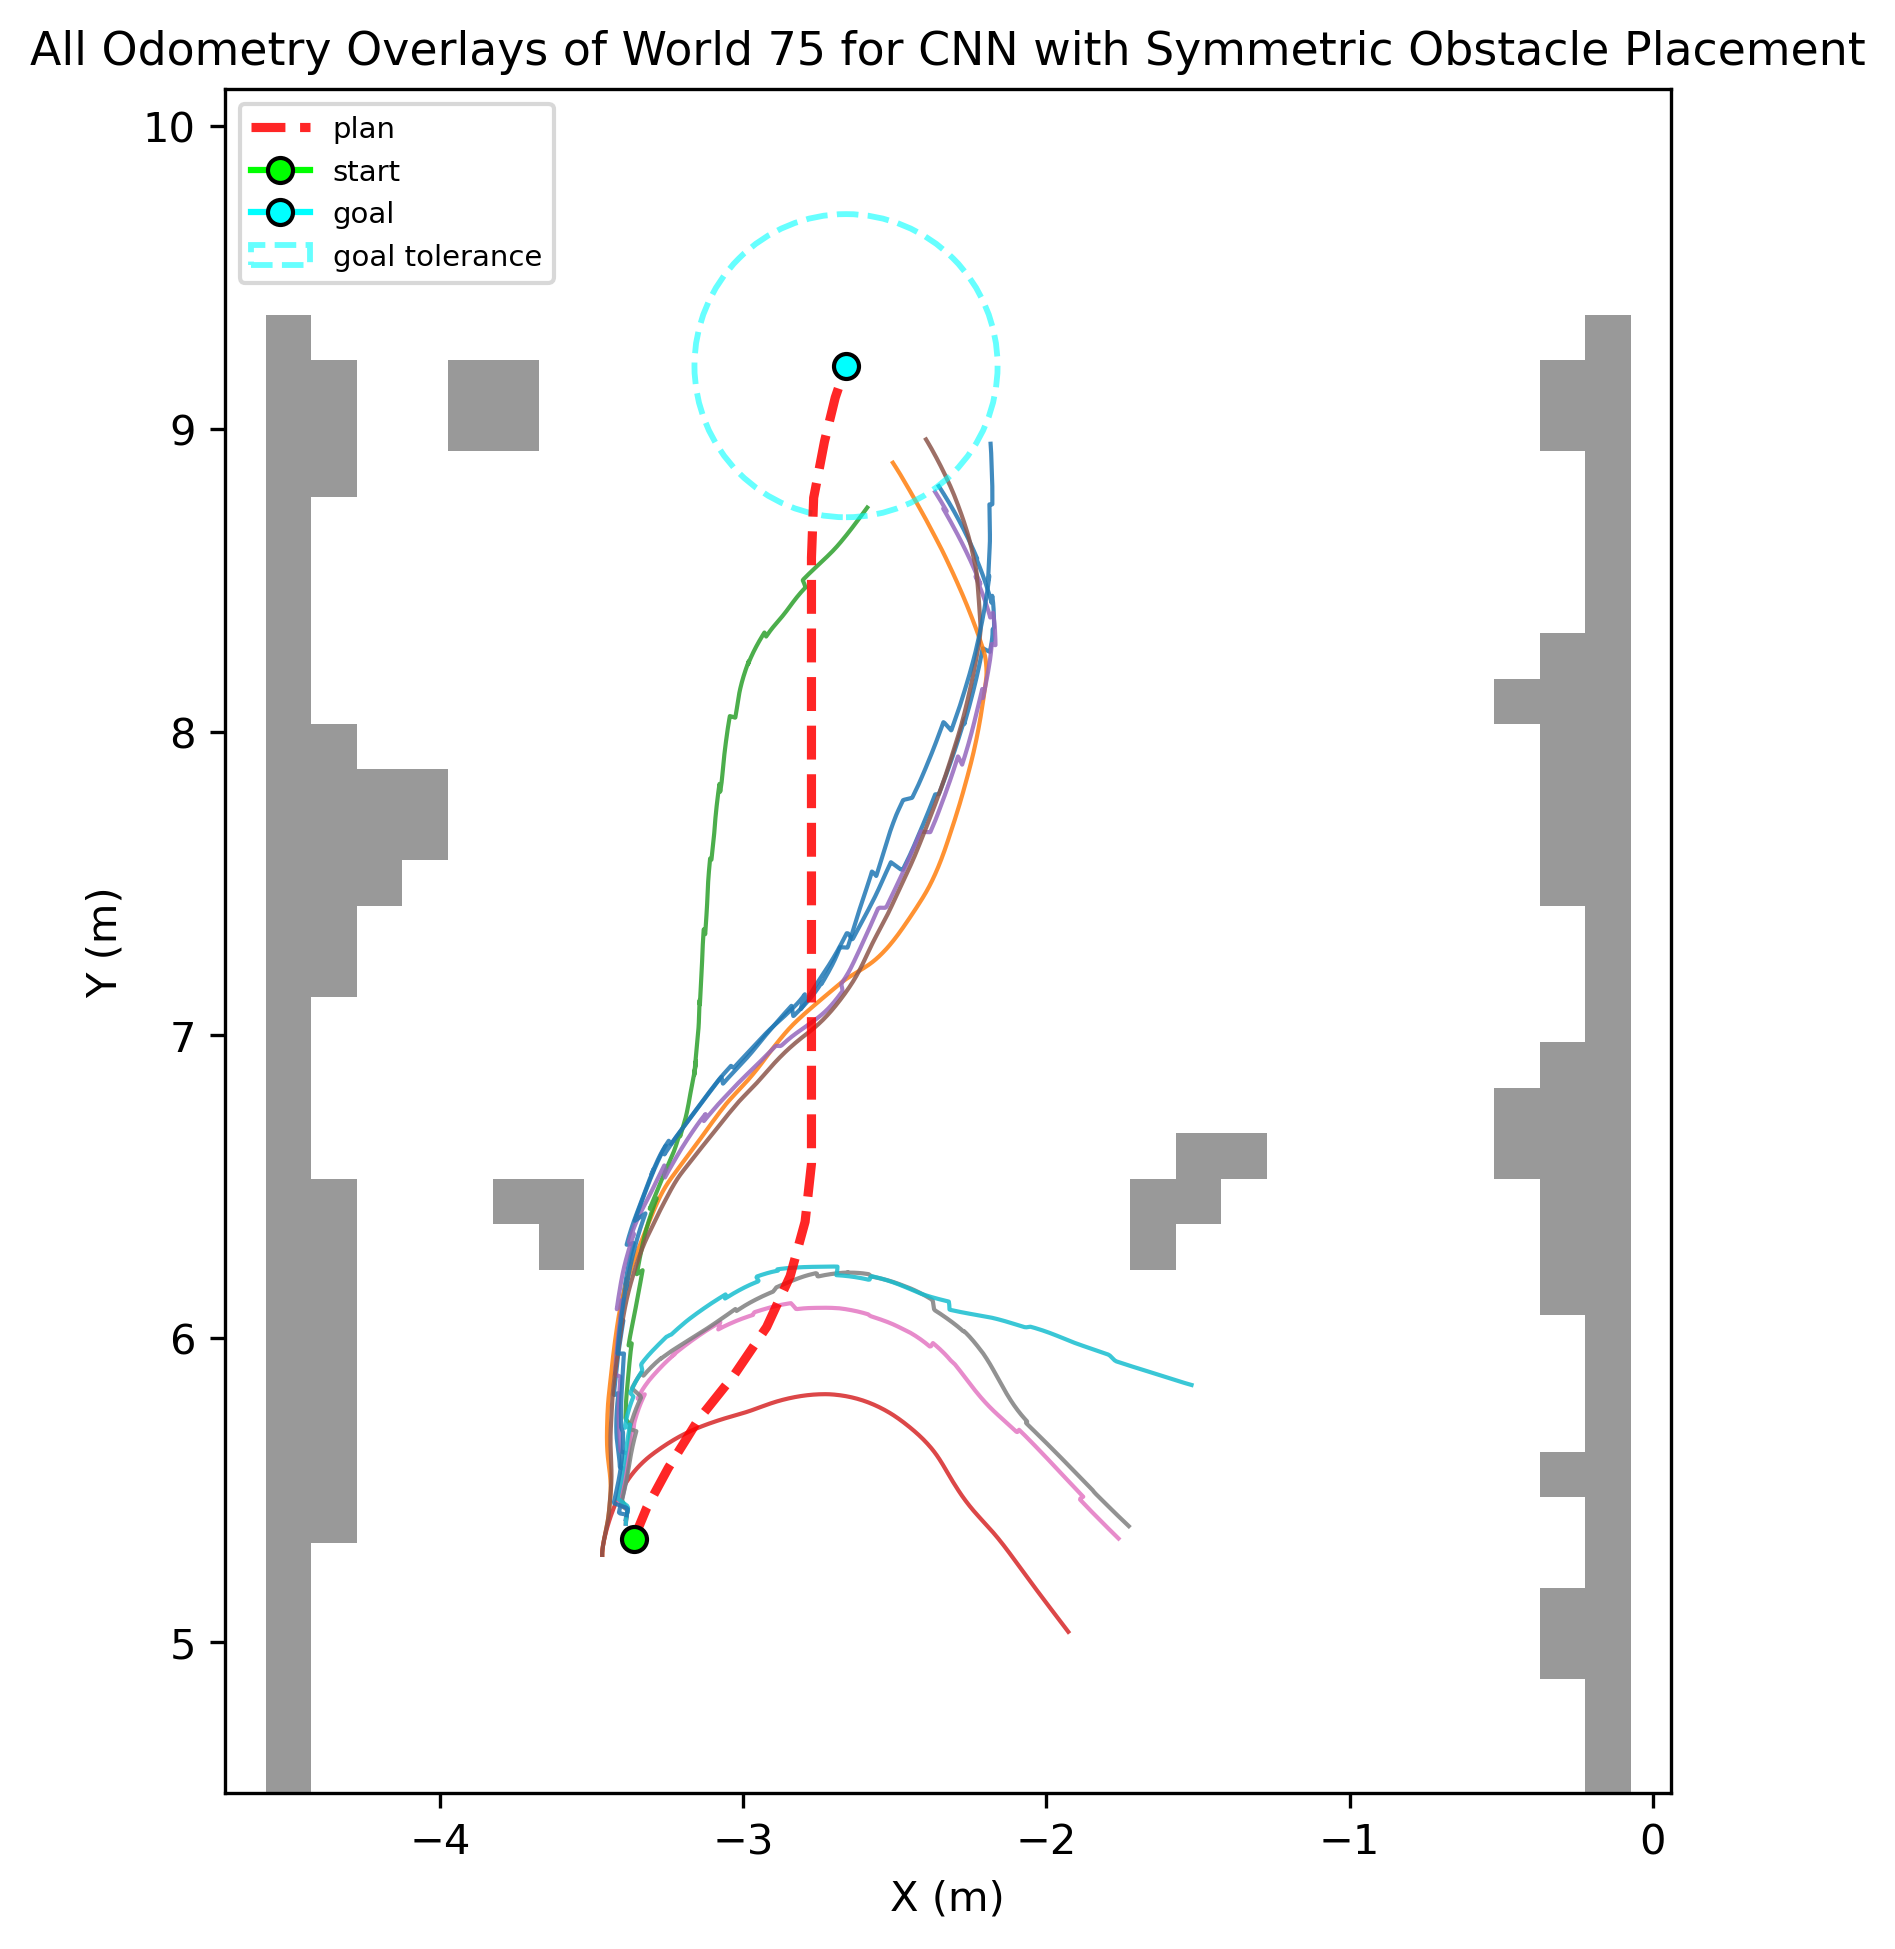 All Odometry Overlays of World 75 for CNN with Symmetric Obstacle Placement
plan
start
goal
goal tolerance
10
9
8
7
6
5
Y (m)
−4
−3
−2
−1
0
X (m)